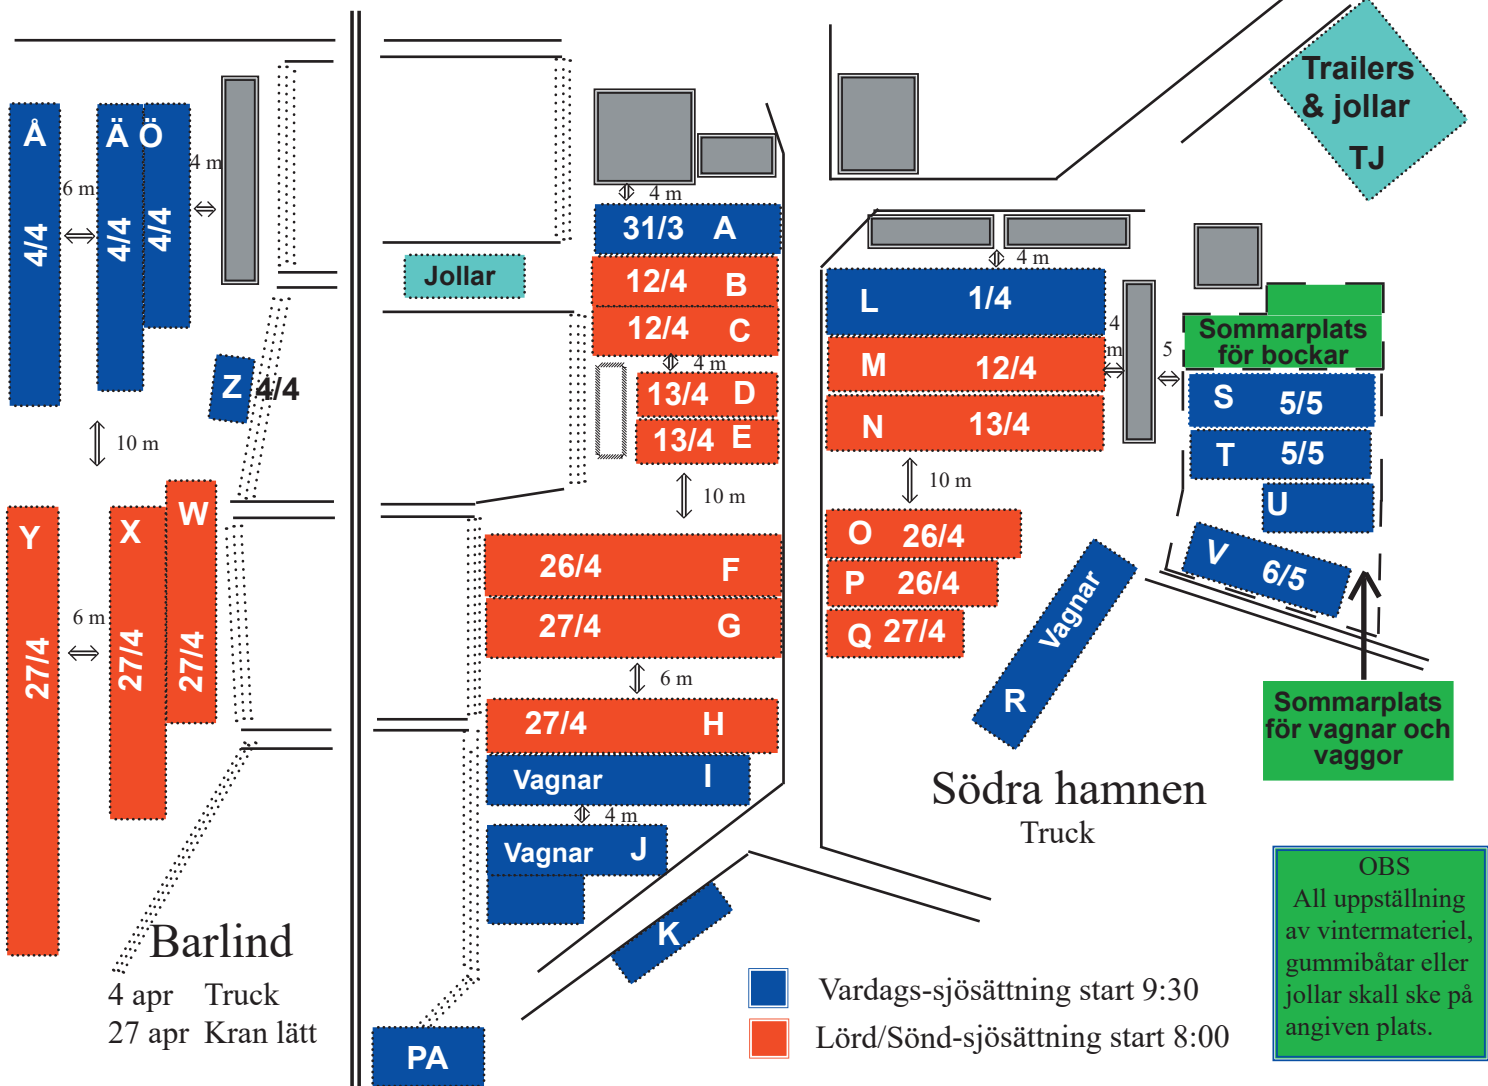 Å
4/4
6 m
Ä Ö
4/4
4/4
4 m
Z 4/4
10 m
Y
27/4
6 m
X
27/4
W
27/4
Barlind
4 apr Truck
27 apr Kran lätt
Jollar
4 m
31/3 A
12/4 B
12/4 C
4 m
13/4 D
13/4 E
10 m
26/4 F
27/4 G
6 m
27/4 H
Vagnar I
4 m
Vagnar J
K
PA
4 m
L 1/4
M 12/4
N 13/4
4
m
5
10 m
O 26/4
P 26/4
Q 27/4
Vagnar
R
Trailers
& jollar
TJ
Sommarplats
för bockar
S 5/5
T 5/5
U
V 6/5
Sommarplats
för vagnar och
vaggor
Södra hamnen
Truck
Vardags-sjösättning start 9:30
Lörd/Sönd-sjösättning start 8:00
OBS
All uppställning
av vintermateriel,
gummibåtar eller
jollar skall ske på
angiven plats.